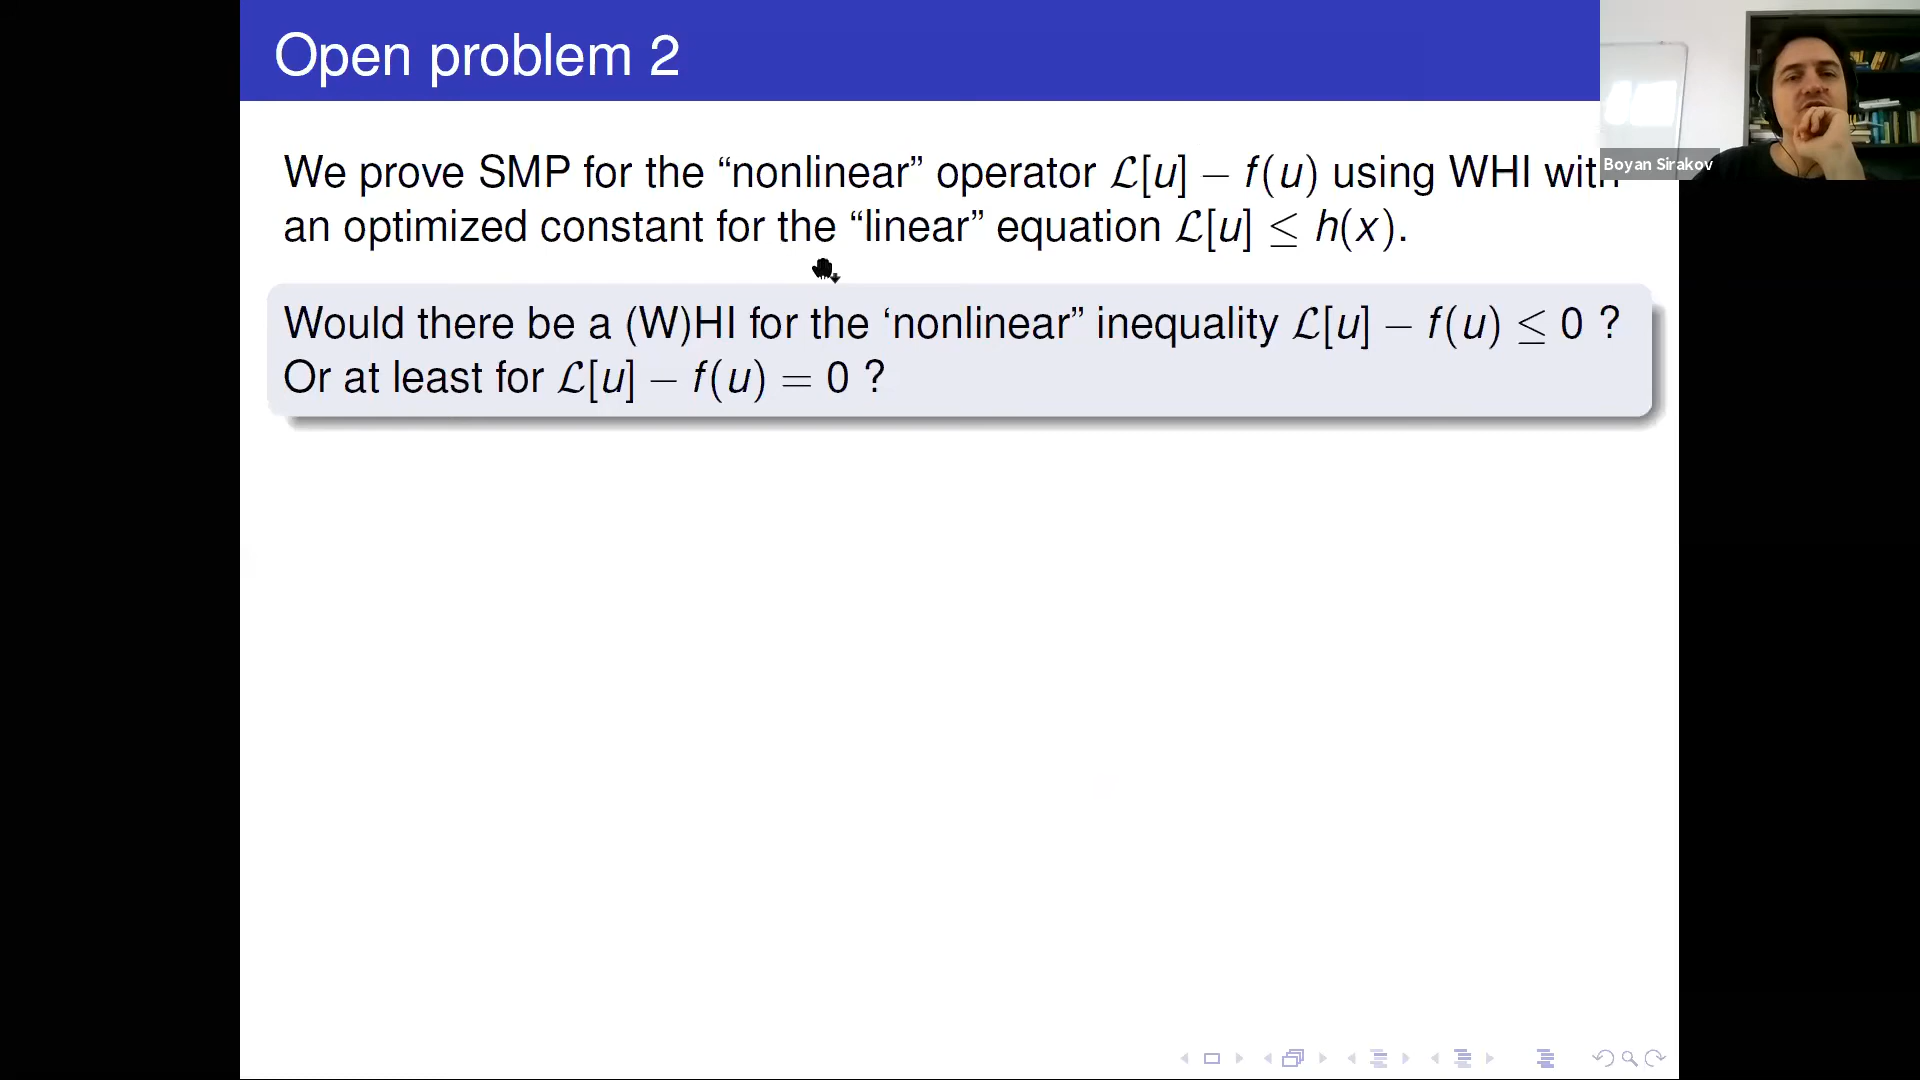 Open problem 2
We prove SMP for the “nonlinear” operator ℒ[u] − f(u) using WHI with
an optimized constant for the “linear” equation ℒ[u] ≤ h(x).
Would there be a (W)HI for the ‘nonlinear” inequality ℒ[u] − f(u) ≤ 0 ?
Or at least for ℒ[u] − f(u) = 0 ?
Boyan Sirakov